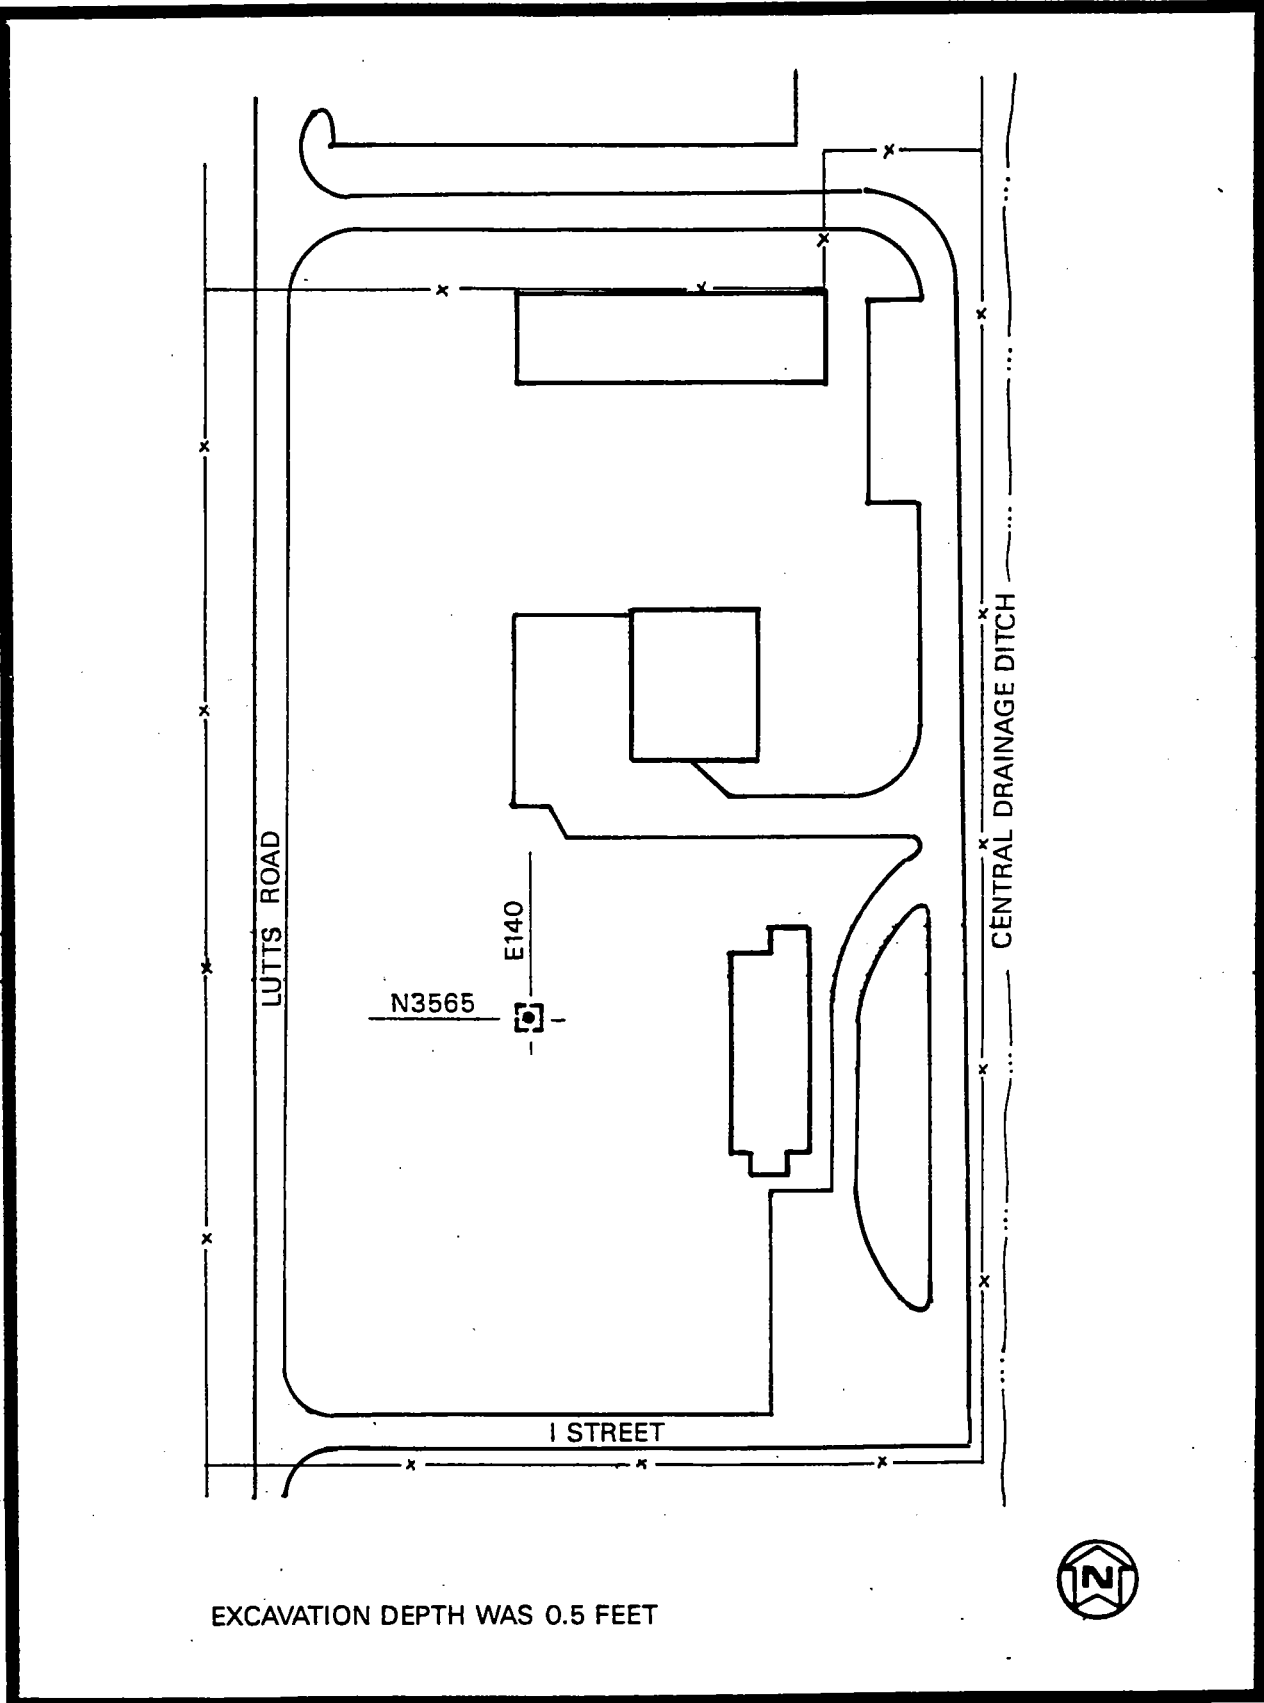 CENTRAL DRAINAGE DITCH
LUTTS ROAD
E140
N3565
I STREET
N
EXCAVATION DEPTH WAS 0.5 FEET